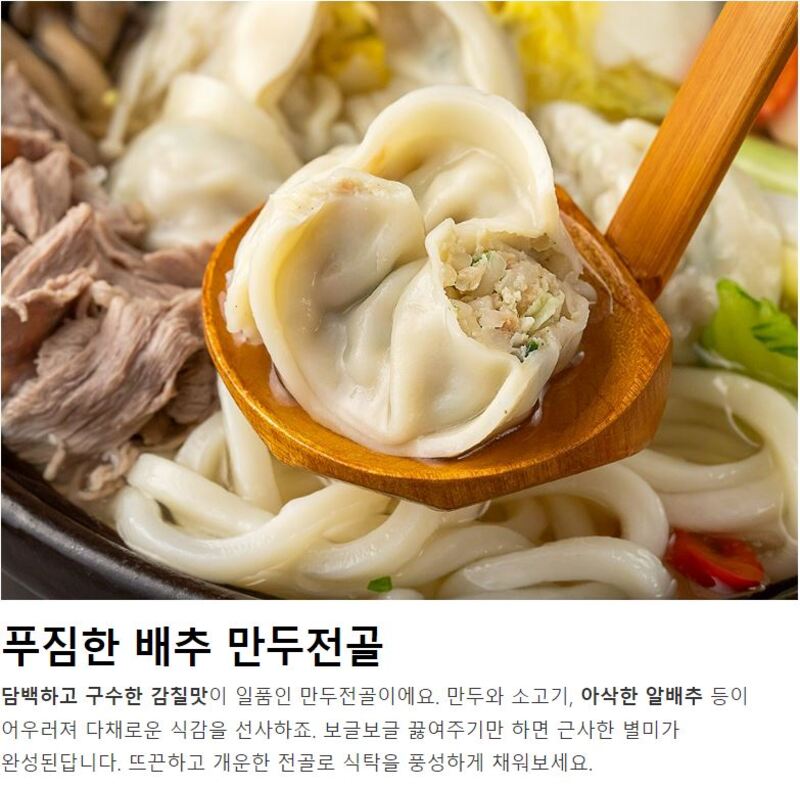 푸짐한 배추 만두전골
담백하고 구수한 감칠맛이 일품인 만두전골이에요. 만두와 소고기, 아삭한 알배추 등이
어우러져 다채로운 식감을 선사하죠. 보글보글 끓여주기만 하면 근사한 별미가
완성된답니다. 뜨끈하고 개운한 전골로 식탁을 풍성하게 채워보세요.